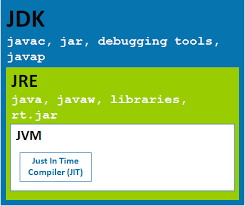 JDK
javac, jar, debugging tools,
javap
JRE
java, javaw, libraries,
rt.jar
JVM
Just In Time
Compiler (JIT)